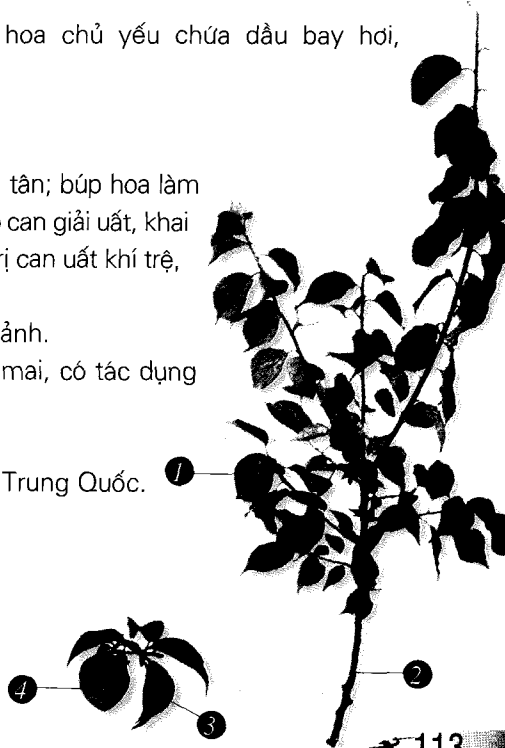 hoa chủ yếu chứa dầu bay hơi,
tân; búp hoa làm
can giải uất, khai
can uất khí trệ,
ảnh.
mai, có tác dụng
Trung Quốc.
1
2
4
3
113